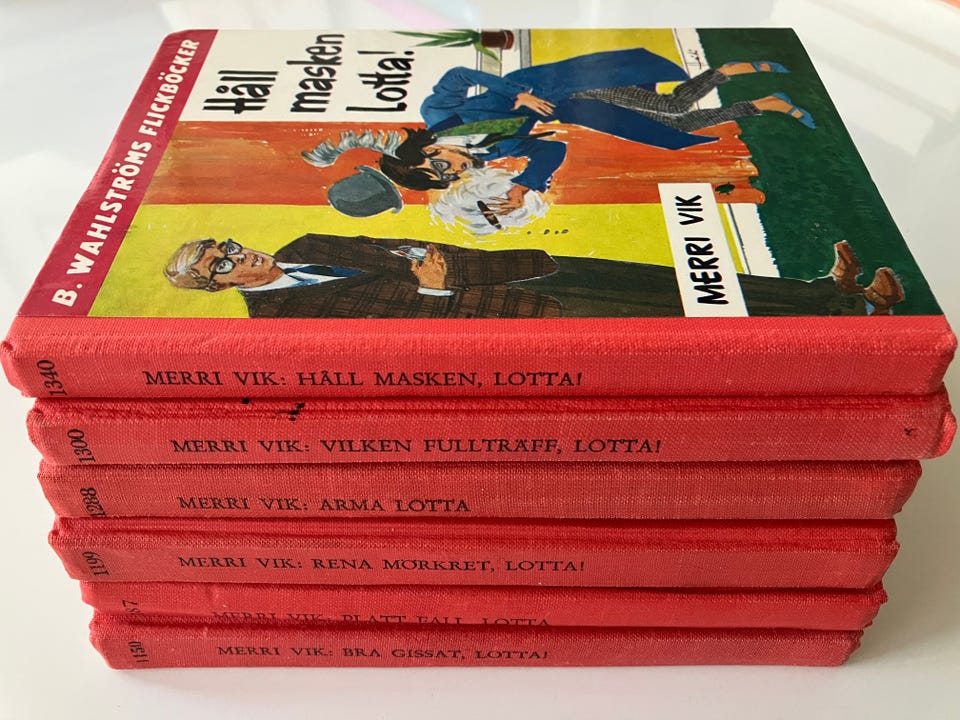 B. WAHLSTRÖMS FLICKBÖCKER
Håll
masken
Lotta!
MERRI VIK
1340 MERRI VIK: HÅLL MASKEN, LOTTA!
1300 MERRI VIK: VILKEN FULLTRÄFF, LOTTA!
1288 MERRI VIK: ARMA LOTTA
1199 MERRI VIK: RENA MÖRKRET, LOTTA!
87 MERRI VIK: PLATT FALL, LOTTA
1150 MERRI VIK: BRA GISSAT, LOTTA!